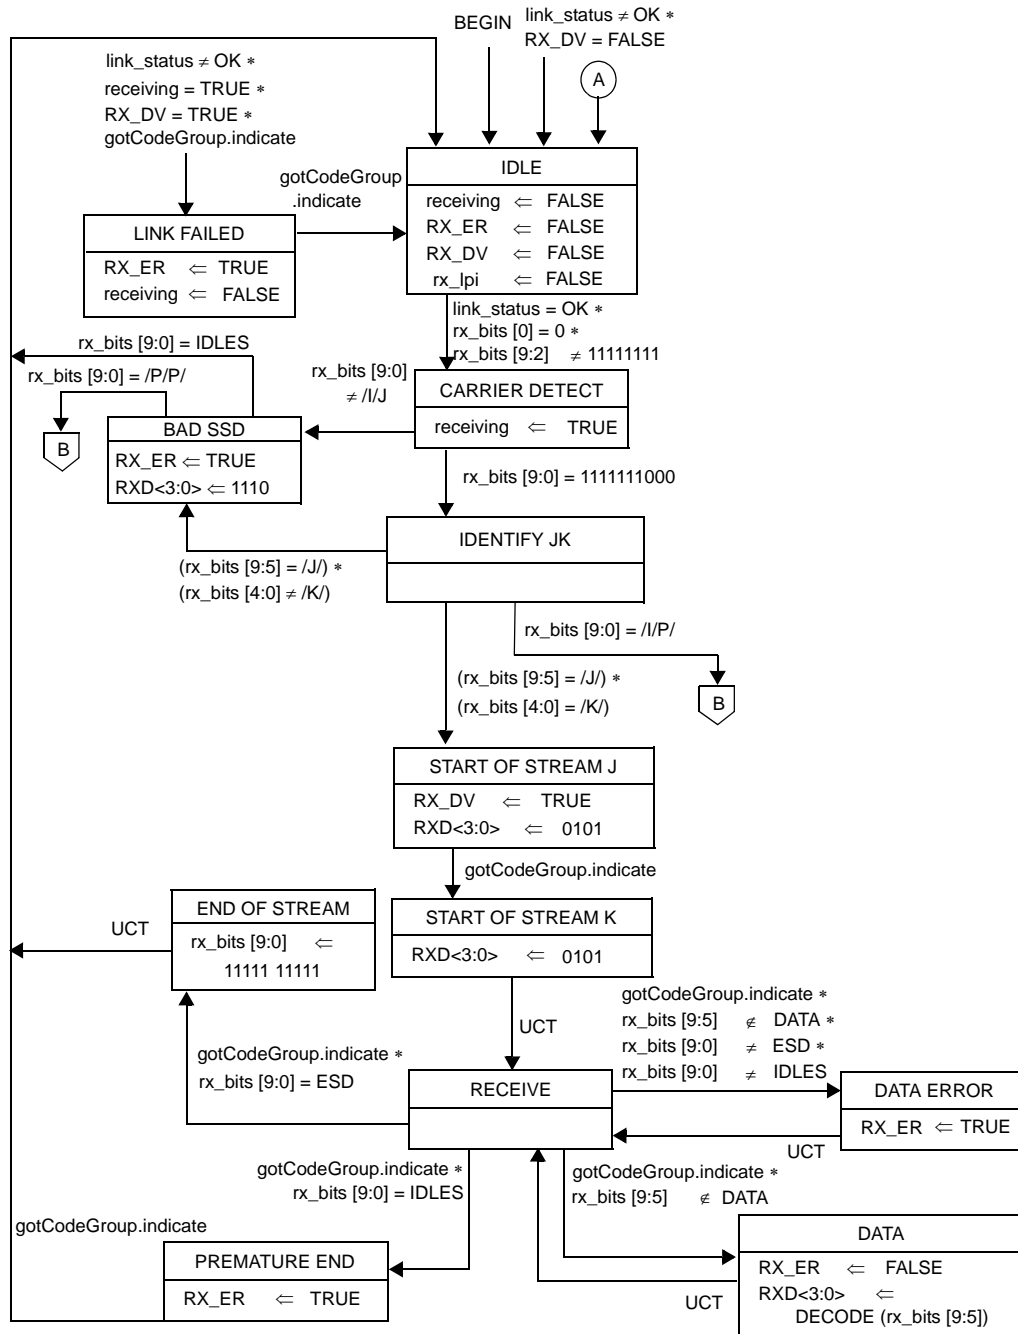 BEGIN
link_status ≠ OK *
RX_DV = FALSE
A
link_status ≠ OK *
receiving = TRUE *
RX_DV = TRUE *
gotCodeGroup.indicate
gotCodeGroup
.indicate
IDLE
receiving ⇐ FALSE
RX_ER ⇐ FALSE
RX_DV ⇐ FALSE
rx_lpi ⇐ FALSE
LINK FAILED
RX_ER ⇐ TRUE
receiving ⇐ FALSE
link_status = OK *
rx_bits [0] = 0 *
rx_bits [9:2] ≠ 11111111
rx_bits [9:0] = IDLES
rx_bits [9:0] = /P/P/
rx_bits [9:0]
≠ /I/J
CARRIER DETECT
receiving ⇐ TRUE
B
BAD SSD
RX_ER ⇐ TRUE
RXD<3:0> ⇐ 1110
rx_bits [9:0] = 1111111000
IDENTIFY JK
(rx_bits [9:5] = /J/) *
(rx_bits [4:0] ≠ /K/)
rx_bits [9:0] = /I/P/
B
(rx_bits [9:5] = /J/) *
(rx_bits [4:0] = /K/)
START OF STREAM J
RX_DV ⇐ TRUE
RXD<3:0> ⇐ 0101
gotCodeGroup.indicate
END OF STREAM
rx_bits [9:0] ⇐
11111 11111
UCT
START OF STREAM K
RXD<3:0> ⇐ 0101
UCT
gotCodeGroup.indicate *
rx_bits [9:5] ∉ DATA *
rx_bits [9:0] ≠ ESD *
rx_bits [9:0] ≠ IDLES
gotCodeGroup.indicate *
rx_bits [9:0] = ESD
RECEIVE
DATA ERROR
RX_ER ⇐ TRUE
UCT
gotCodeGroup.indicate *
rx_bits [9:0] = IDLES
gotCodeGroup.indicate *
rx_bits [9:5] ∉ DATA
gotCodeGroup.indicate
PREMATURE END
RX_ER ⇐ TRUE
UCT
DATA
RX_ER ⇐ FALSE
RXD<3:0> ⇐
DECODE (rx_bits [9:5])